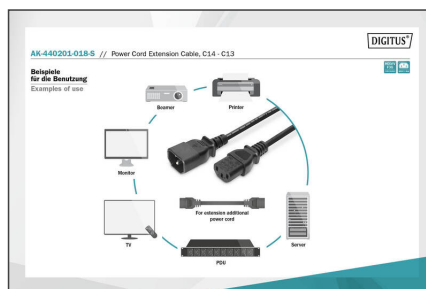 DIGITUS®
AK-440201-018-S // Power Cord Extension Cable, C14 - C13
Beispiele
für die Benutzung
Examples of use
Beamer
Printer
Monitor
For extension additional
power cord
TV
Server
PDU